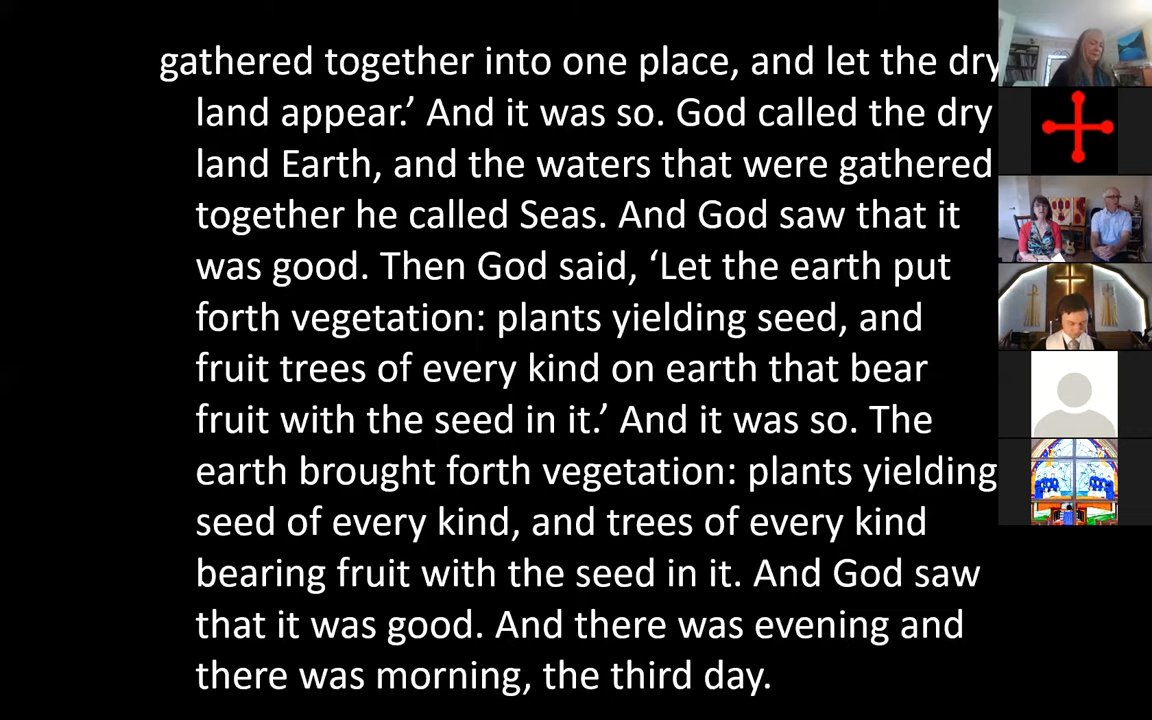 gathered together into one place, and let the dry
land appear.’ And it was so. God called the dry
land Earth, and the waters that were gathered
together he called Seas. And God saw that it
was good. Then God said, ‘Let the earth put
forth vegetation: plants yielding seed, and
fruit trees of every kind on earth that bear
fruit with the seed in it.’ And it was so. The
earth brought forth vegetation: plants yielding
seed of every kind, and trees of every kind
bearing fruit with the seed in it. And God saw
that it was good. And there was evening and
there was morning, the third day.